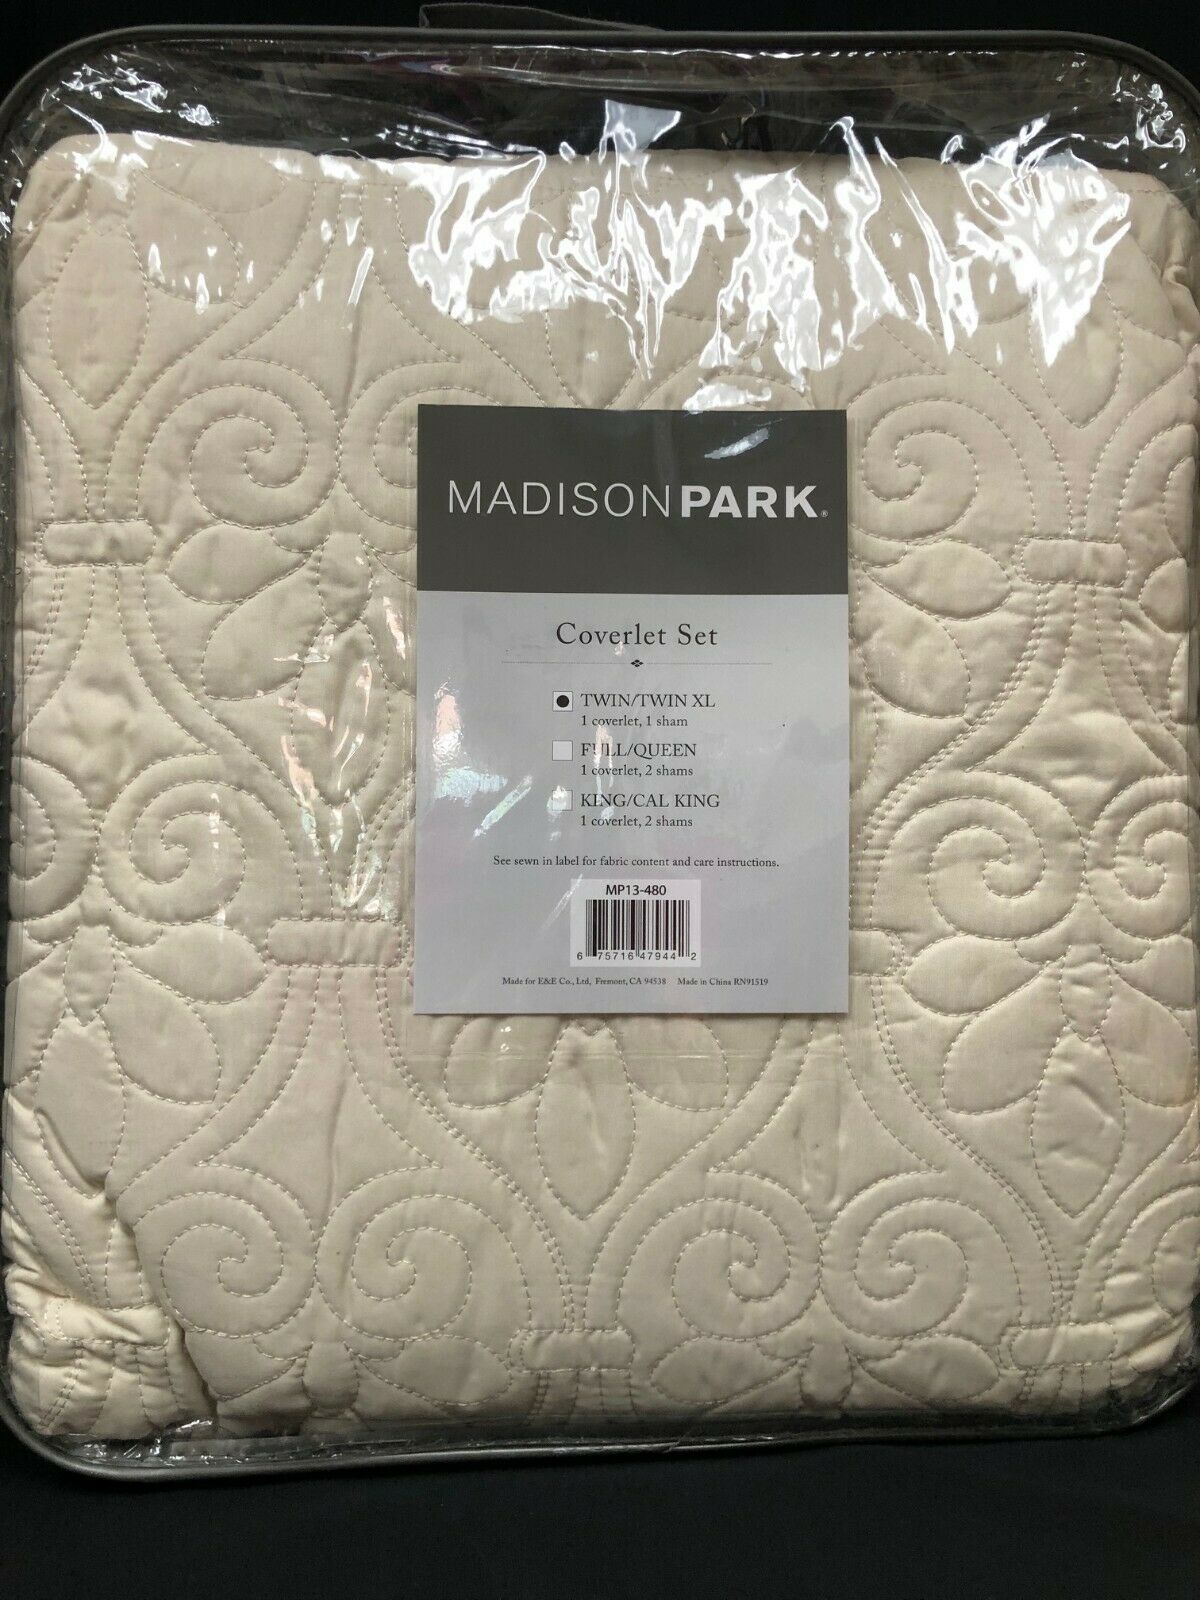 MADISONPARK®
Coverlet Set
TWIN/TWIN XL
1 coverlet, 1 sham
FULL/QUEEN
1 coverlet, 2 shams
KING/CAL KING
1 coverlet, 2 shams
See sewn in label for fabric content and care instructions.
MP13-480
6 75716 47944 2
Made for E&E Co., Ltd, Fremont, CA 94538 Made in China RN91519